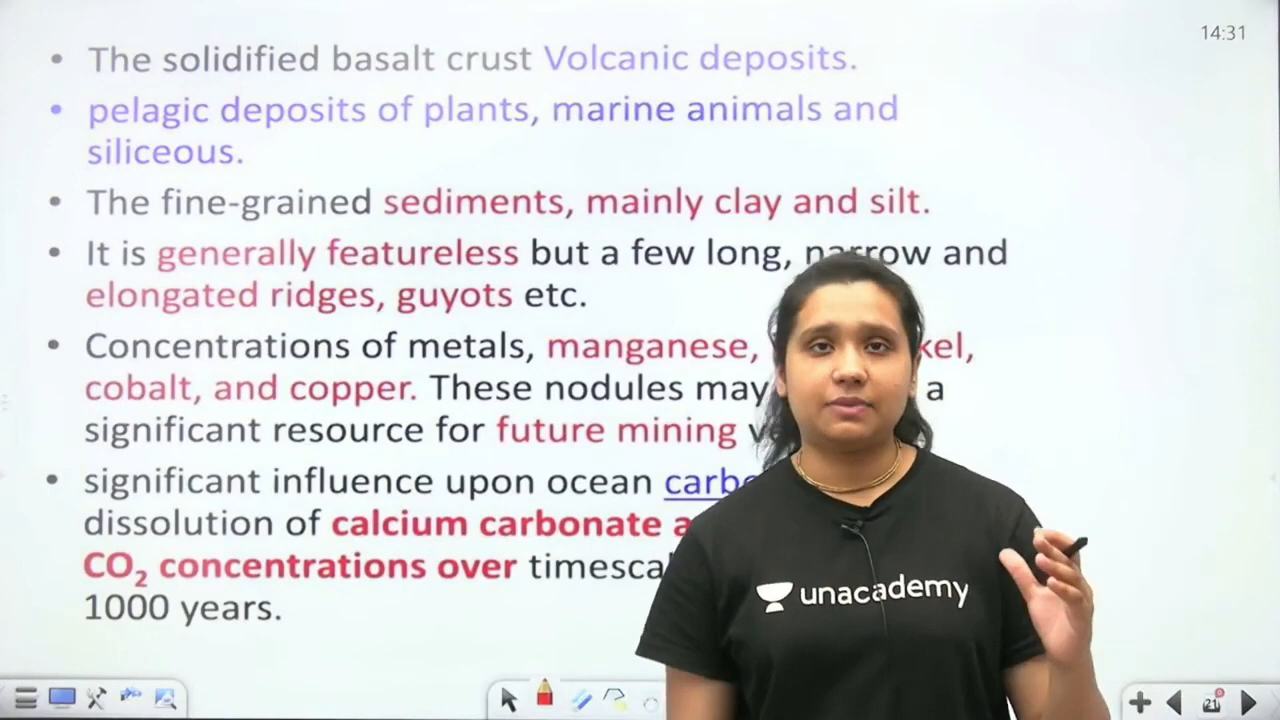 14:31
• The solidified basalt crust Volcanic deposits.
• pelagic deposits of plants, marine animals and
siliceous.
• The fine-grained sediments, mainly clay and silt.
• It is generally featureless but a few long, narrow and
elongated ridges, guyots etc.
• Concentrations of metals, manganese,
cobalt, and copper. These nodules may a
significant resource for future mining
• significant influence upon ocean
dissolution of calcium carbonate
CO₂ concentrations over
1000 years.
unacademy
21